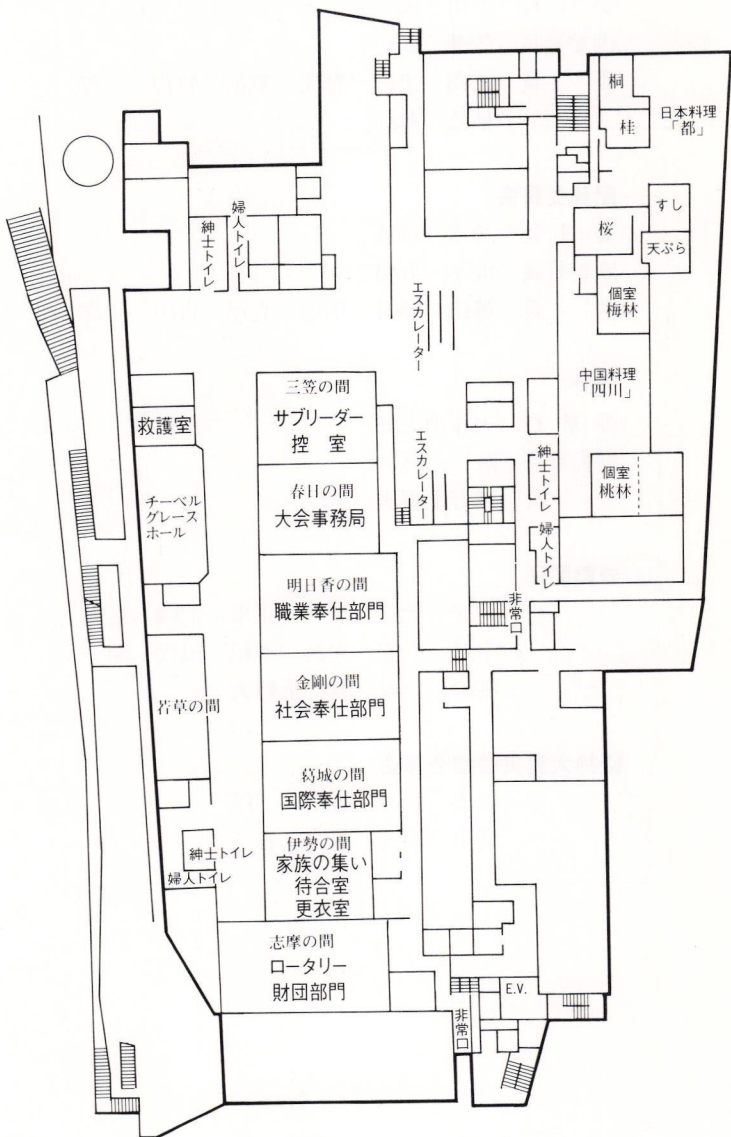 桐
桂
日本料理
「都」
すし
桜
天ぷら
個室
梅林
中国料理
「四川」
個室
桃林
紳士トイレ
婦人トイレ
エスカレーター
エスカレーター
紳士トイレ
婦人トイレ
非常口
救護室
チーベル
グレース
ホール
若草の間
紳士トイレ
婦人トイレ
三笠の間
サブリーダー
控室
春日の間
大会事務局
明日香の間
職業奉仕部門
金剛の間
社会奉仕部門
葛城の間
国際奉仕部門
伊勢の間
家族の集い
待合室
更衣室
志摩の間
ロータリー
財団部門
E.V.
非常口